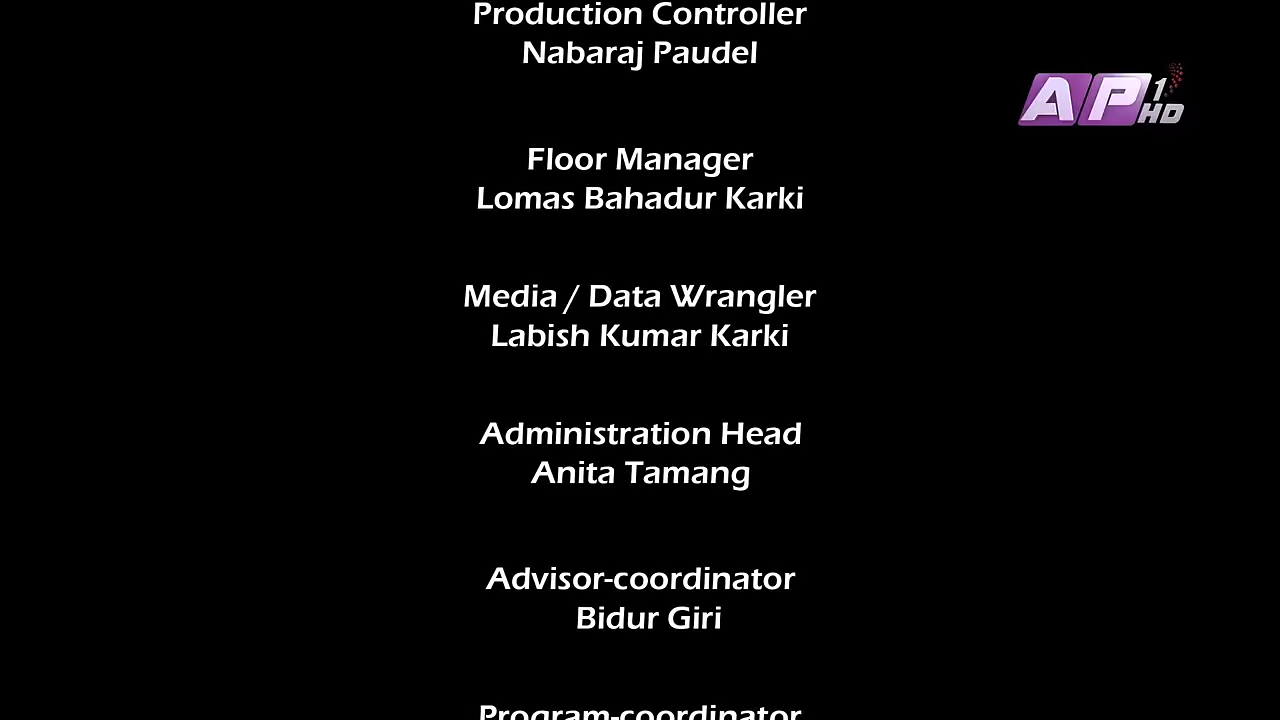 Production Controller
Nabaraj Paudel
AP1
HD
Floor Manager
Lomas Bahadur Karki
Media / Data Wrangler
Labish Kumar Karki
Administration Head
Anita Tamang
Advisor-coordinator
Bidur Giri
Program-coordinator